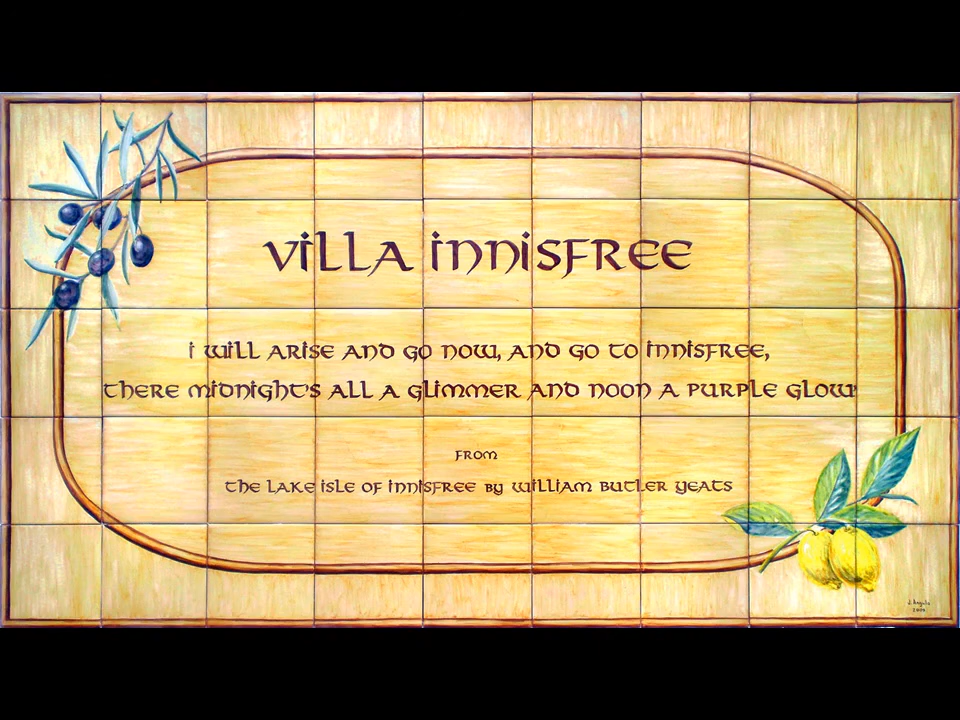 VILLA INNISFREE
I WILL ARISE AND GO NOW, AND GO TO INNISFREE,
THERE MIDNIGHT'S ALL A GLIMMER AND NOON A PURPLE GLOW
FROM
THE LAKE ISLE OF INNISFREE BY WILLIAM BUTLER YEATS